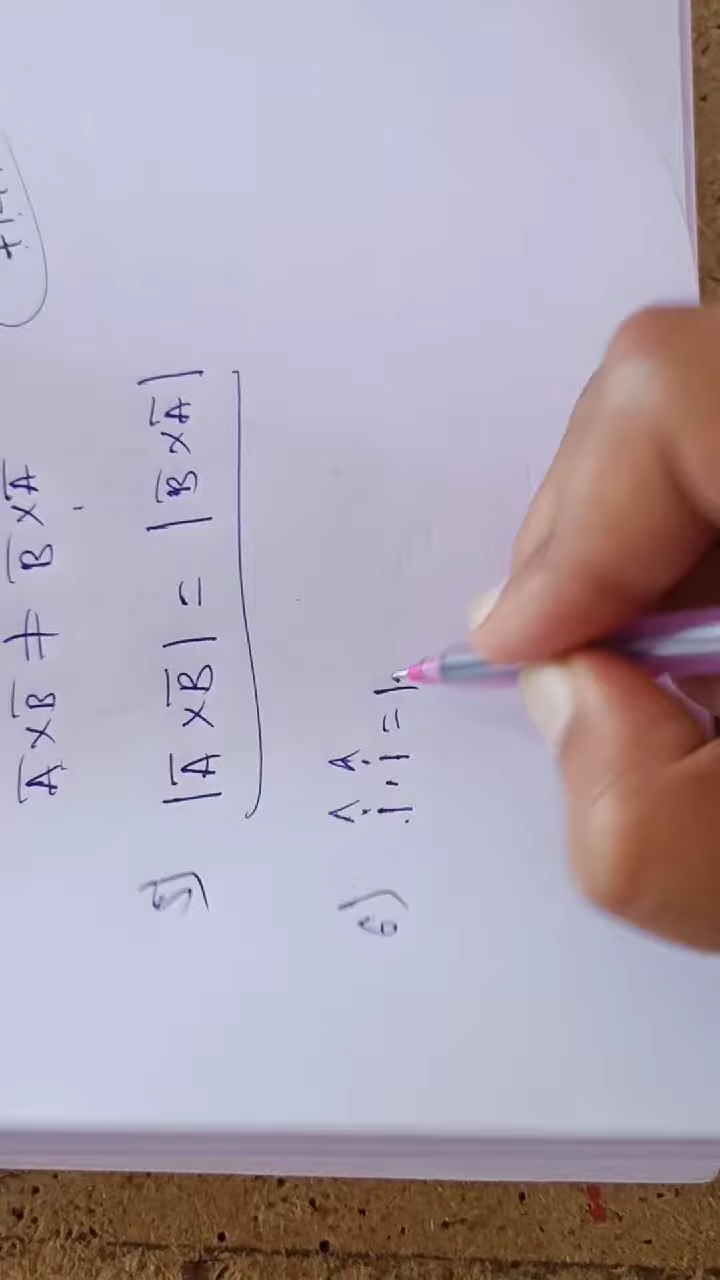 A̅ × B̅ ≠ B̅ × A̅
5) |A̅ × B̅| = |B̅ × A̅|
6) î · î = 1